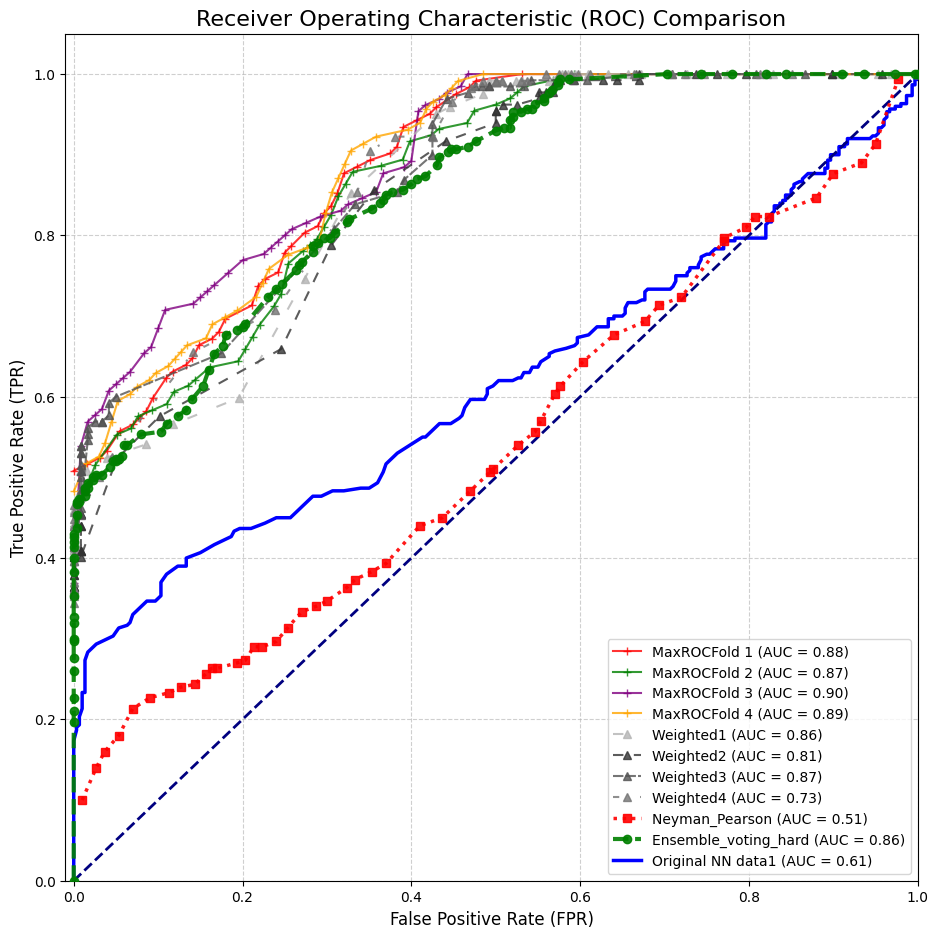 Receiver Operating Characteristic (ROC) Comparison
True Positive Rate (TPR)
1.0
0.8
0.6
0.4
0.2
0.0
MaxROCFold 1 (AUC = 0.88)
MaxROCFold 2 (AUC = 0.87)
MaxROCFold 3 (AUC = 0.90)
MaxROCFold 4 (AUC = 0.89)
Weighted1 (AUC = 0.86)
Weighted2 (AUC = 0.81)
Weighted3 (AUC = 0.87)
Weighted4 (AUC = 0.73)
Neyman_Pearson (AUC = 0.51)
Ensemble_voting_hard (AUC = 0.86)
Original NN data1 (AUC = 0.61)
0.0 0.2 0.4 0.6 0.8 1.0
False Positive Rate (FPR)